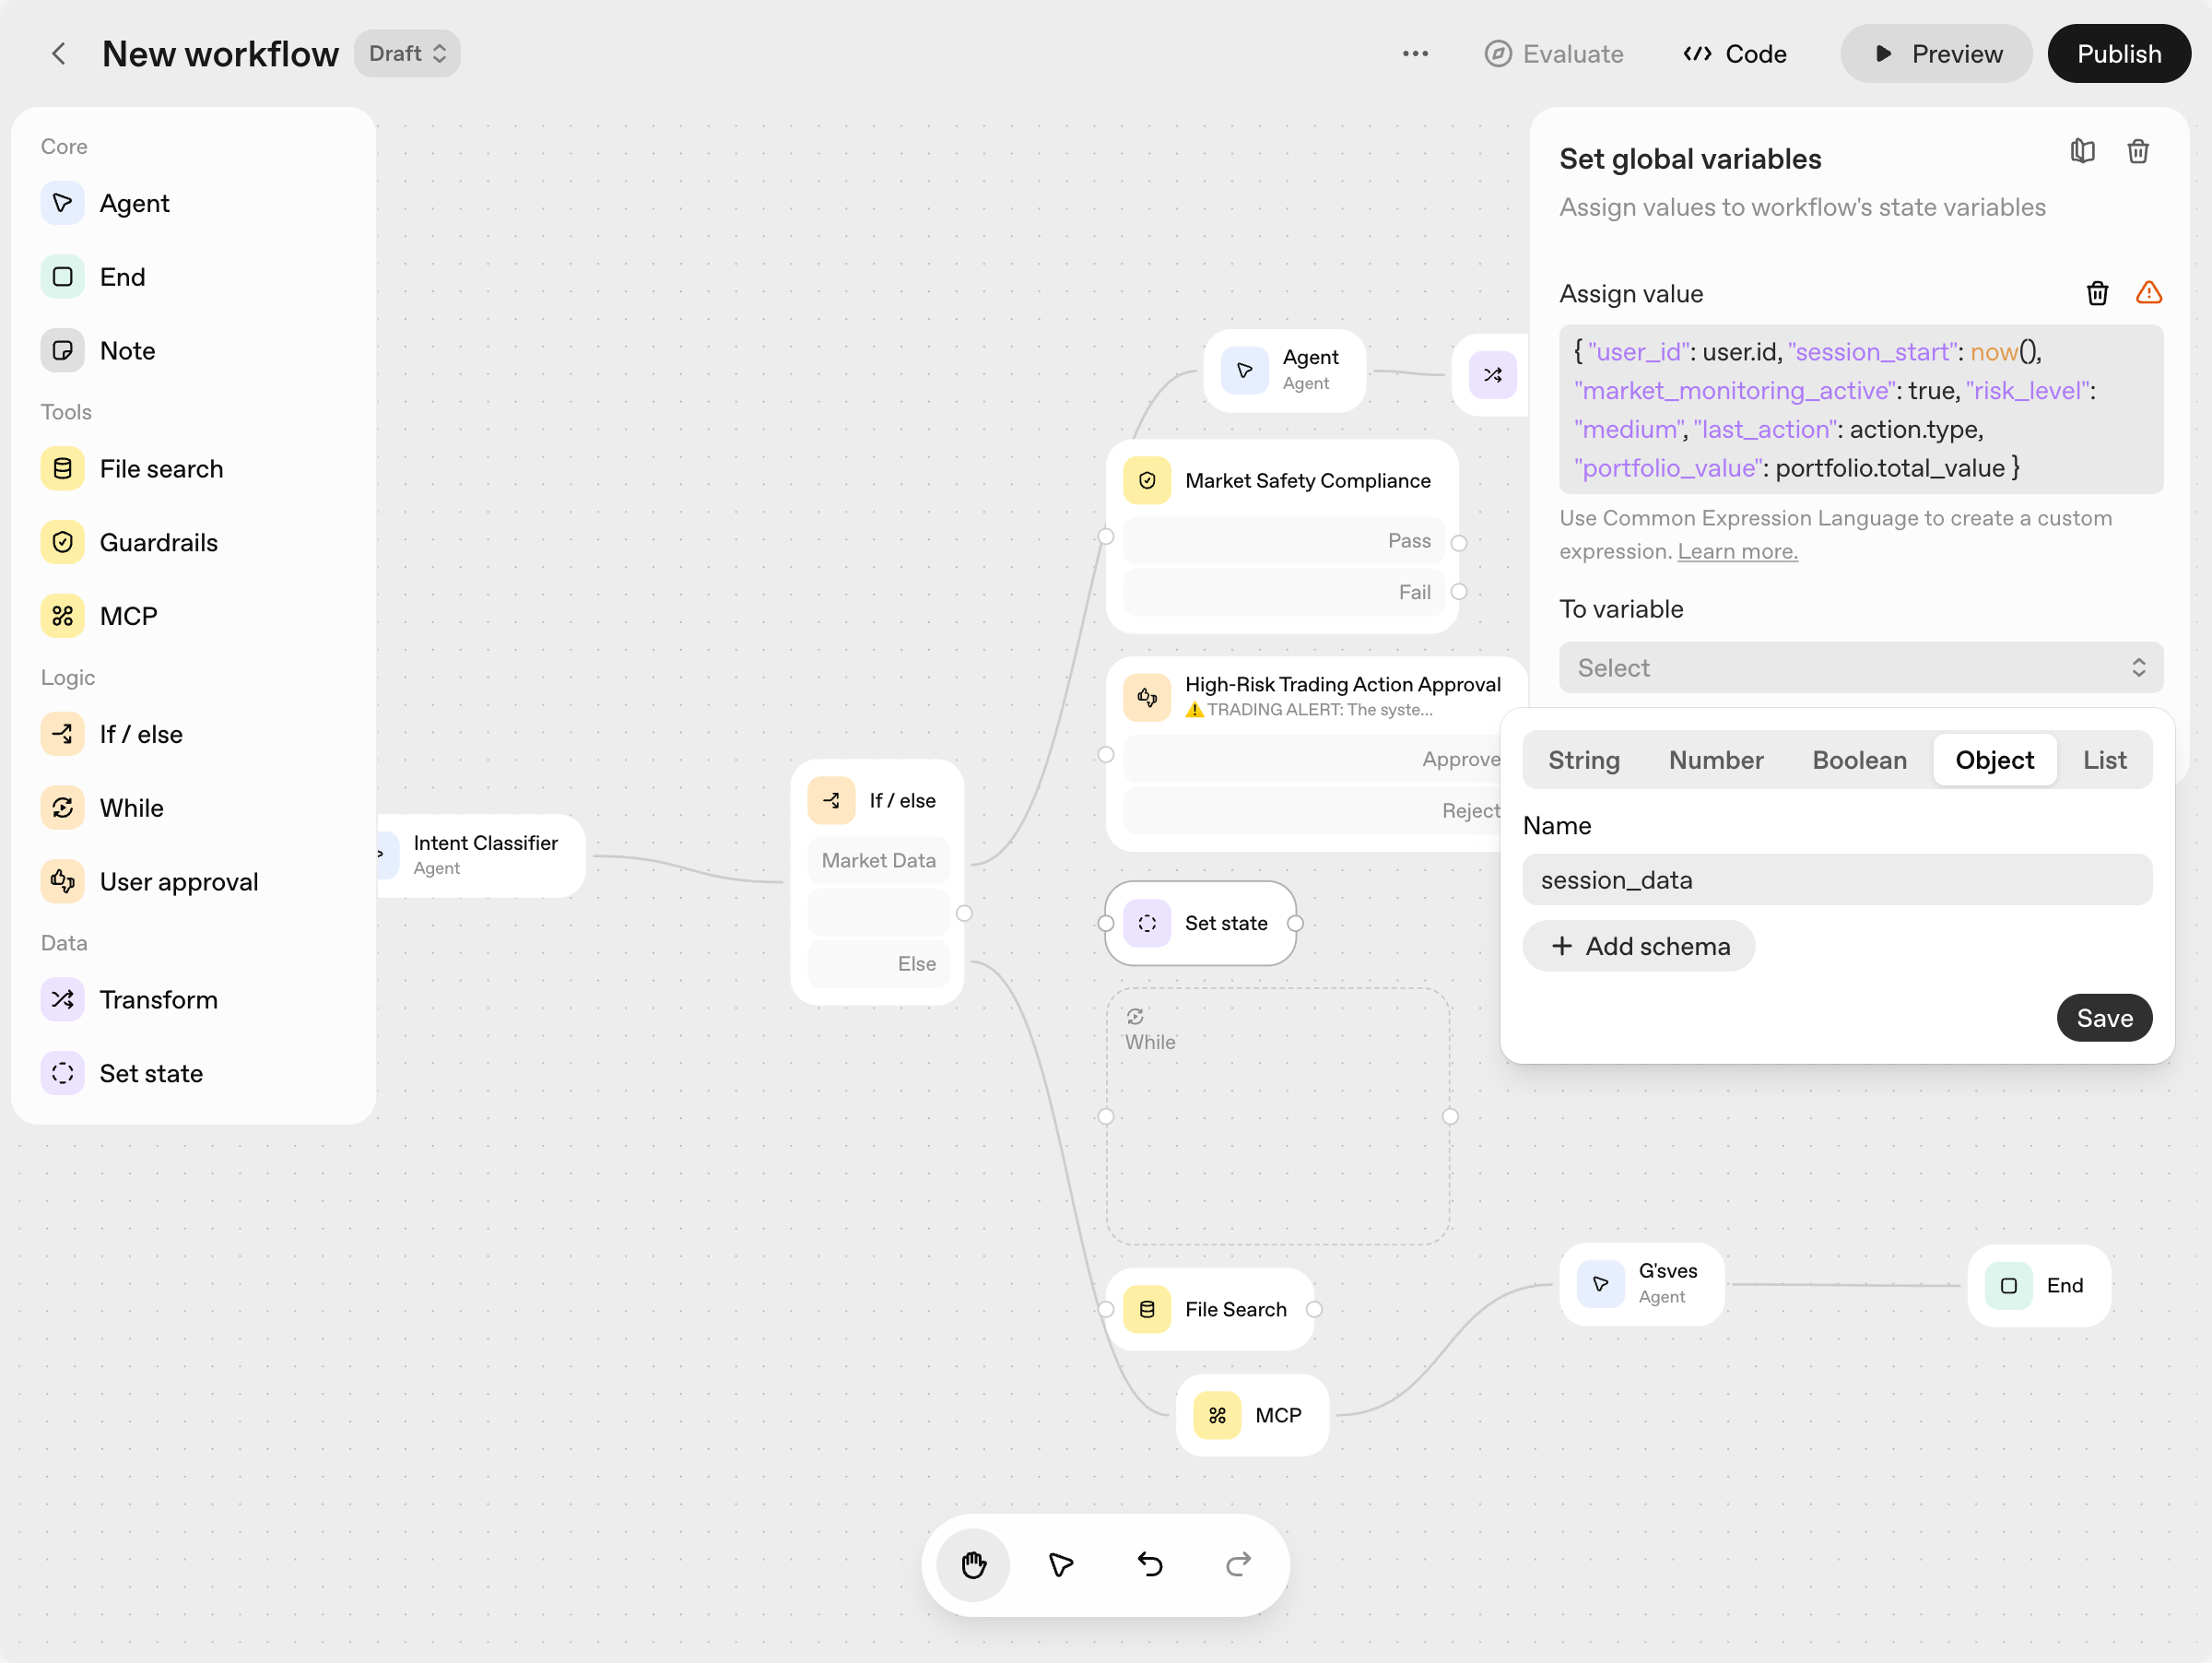 New workflow
Draft
Evaluate
Code
Preview
Publish
Core
Agent
End
Note
Tools
File search
Guardrails
MCP
Logic
If / else
While
User approval
Data
Transform
Set state
Intent Classifier
Agent
If / else
Market Data
Else
Agent
Agent
Market Safety Compliance
Pass
Fail
High-Risk Trading Action Approval
⚠️ TRADING ALERT: The syste...
Approve
Reject
Set state
While
File Search
MCP
G'sves
Agent
End
Set global variables
Assign values to workflow's state variables
Assign value
{ "user_id": user.id, "session_start": now(),
"market_monitoring_active": true, "risk_level":
"medium", "last_action": action.type,
"portfolio_value": portfolio.total_value }
Use Common Expression Language to create a custom
expression. Learn more.
To variable
Select
String
Number
Boolean
Object
List
Name
session_data
+ Add schema
Save